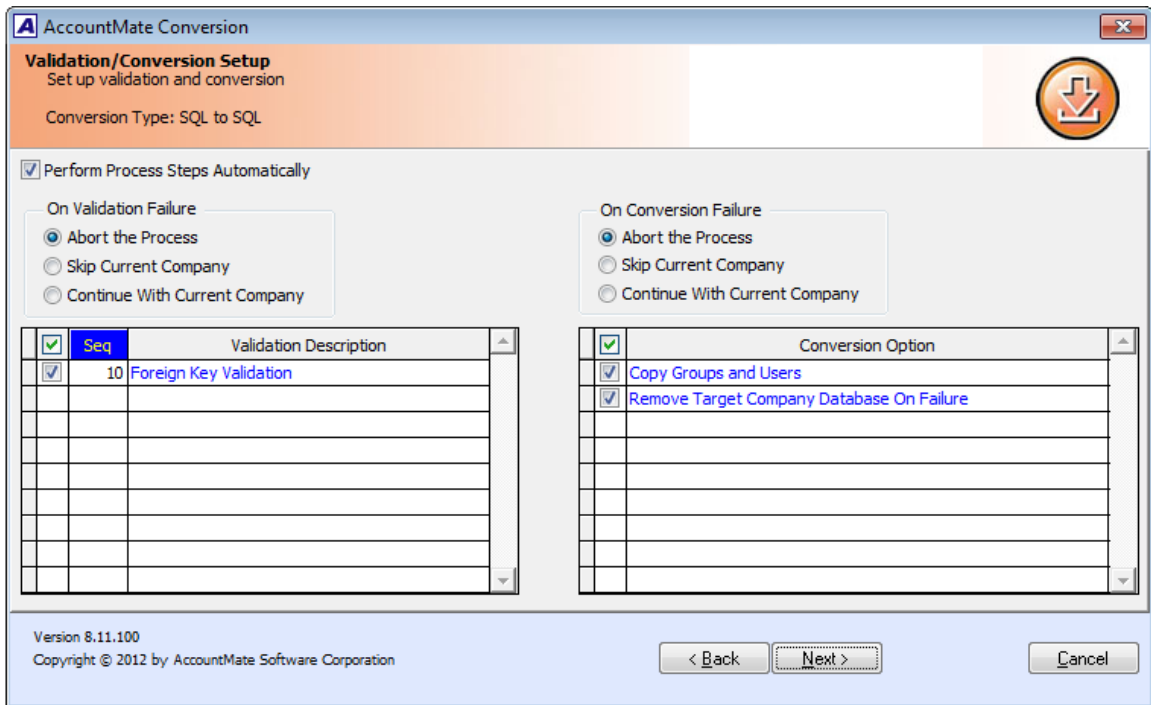 AccountMate Conversion
Validation/Conversion Setup
Set up validation and conversion
Conversion Type: SQL to SQL
Perform Process Steps Automatically
On Validation Failure
Abort the Process
Skip Current Company
Continue With Current Company
On Conversion Failure
Abort the Process
Skip Current Company
Continue With Current Company
Seq Validation Description
10 Foreign Key Validation
Conversion Option
Copy Groups and Users
Remove Target Company Database On Failure
Version 8.11.100
Copyright © 2012 by AccountMate Software Corporation
< Back Next > Cancel